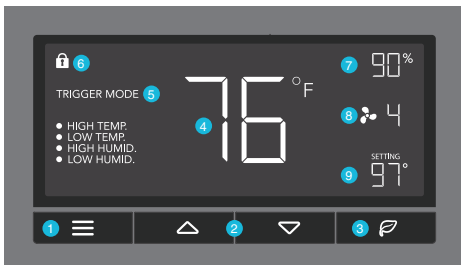 6
TRIGGER MODE 5
• HIGH TEMP.
• LOW TEMP.
• HIGH HUMID.
• LOW HUMID.
4
76°F
7 90%
8 4
SETTING
9 97°
1
2
3